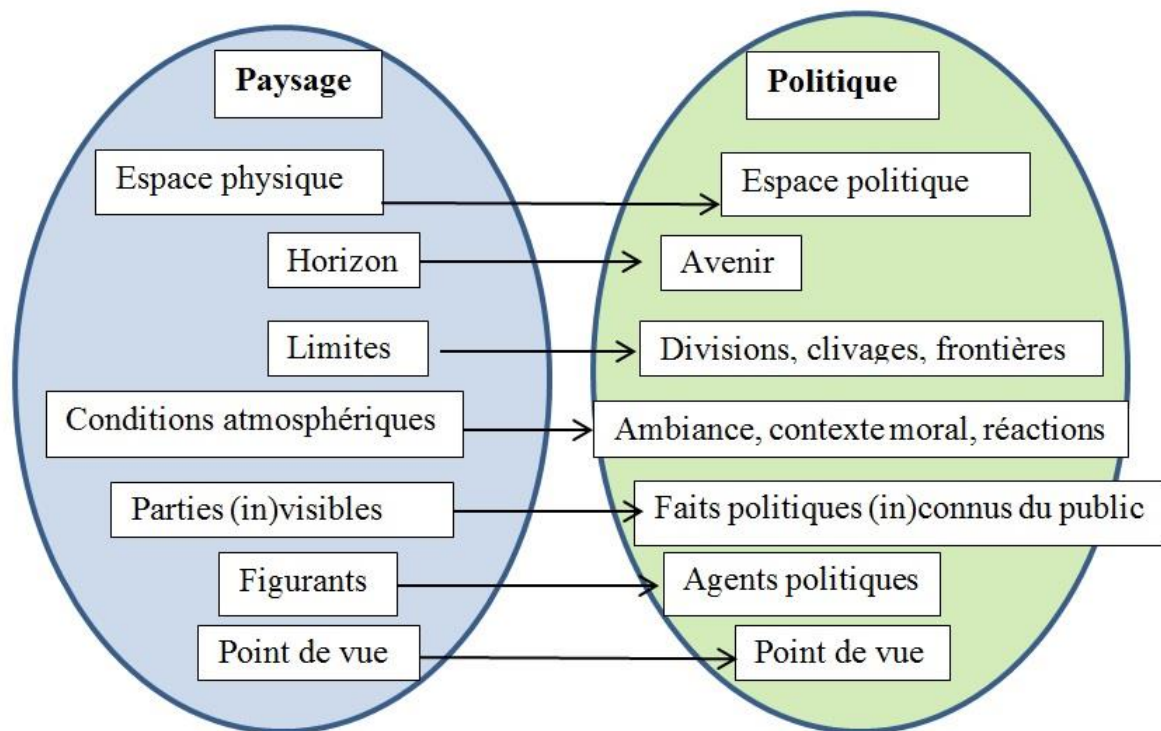 Paysage
Politique
Espace physique
Espace politique
Horizon
Avenir
Limites
Divisions, clivages, frontières
Conditions atmosphériques
Ambiance, contexte moral, réactions
Parties (in)visibles
Faits politiques (in)connus du public
Figurants
Agents politiques
Point de vue
Point de vue